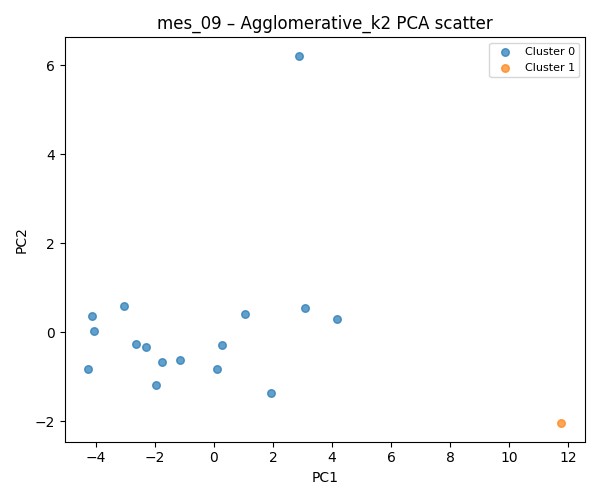 mes_09 – Agglomerative_k2 PCA scatter
Cluster 0
Cluster 1
6
4
2
0
−2
PC2
−4 −2 0 2 4 6 8 10 12
PC1